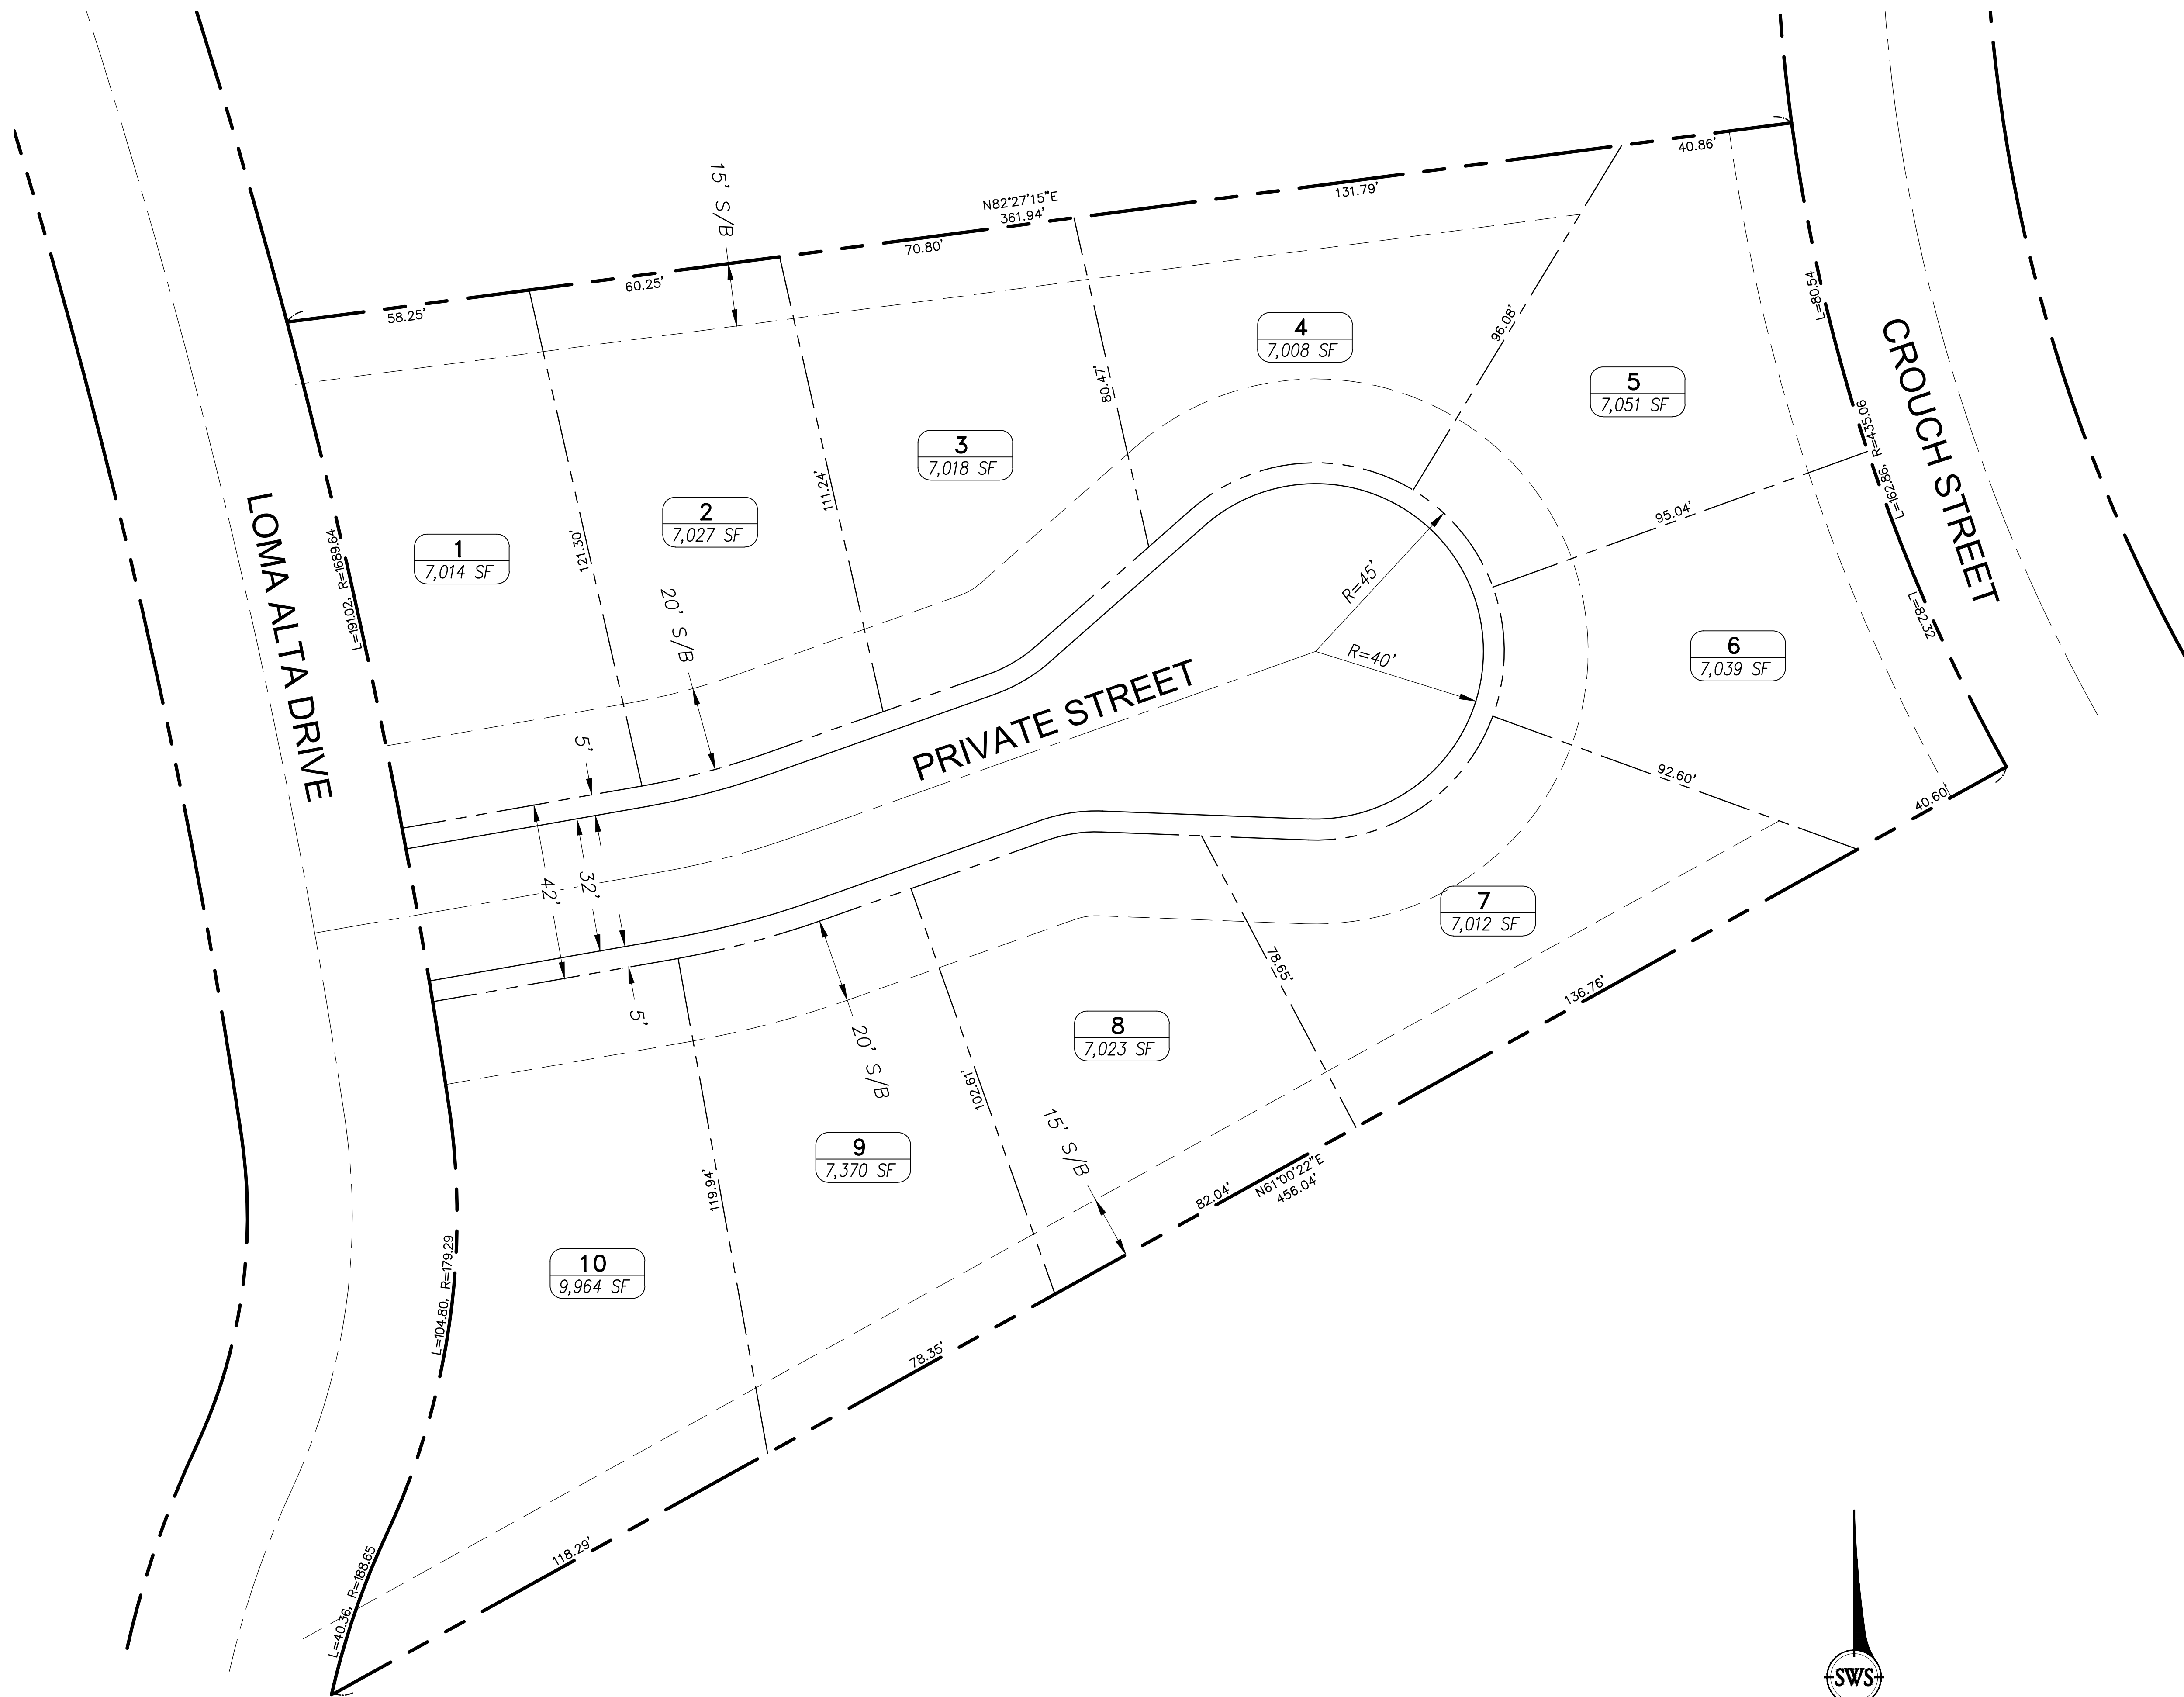 40.86'
15' S/B
N82°27'15"E
361.94'
131.79'
70.80'
60.25'
58.25'
L=80.54
4
7,008 SF
96.08'
CROUCH STREET
5
7,051 SF
80.47'
3
7,018 SF
L=162.86, R=435.06
111.24'
2
7,027 SF
95.04'
LOMA ALTA DRIVE
1
7,014 SF
121.30'
L=191.02, R=1689.64
R=45'
L=82.32
20' S/B
R=40'
6
7,039 SF
PRIVATE STREET
5'
92.60'
40.60'
42'
32'
7
7,012 SF
78.65'
136.76'
5'
20' S/B
8
7,023 SF
102.61'
15' S/B
9
7,370 SF
119.94'
82.04'
N61°00'22"E
456.04'
L=104.80, R=179.29
10
9,964 SF
78.35'
118.29'
L=40.36, R=188.65
SWS